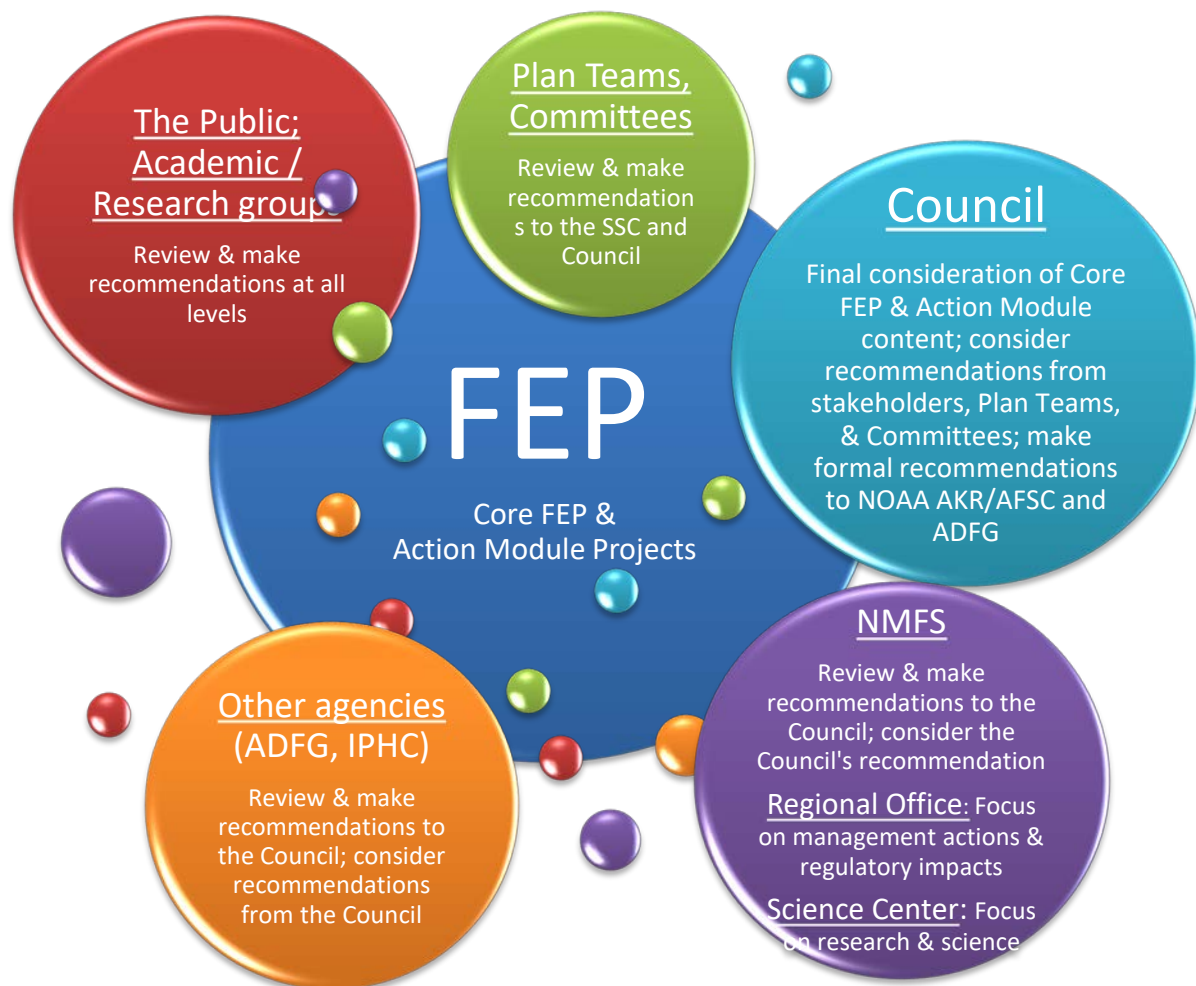 The Public;
Academic /
Research groups
Review & make
recommendations at all
levels
Plan Teams,
Committees
Review & make
recommendation
s to the SSC and
Council
Council
Final consideration of Core
FEP & Action Module
content; consider
recommendations from
stakeholders, Plan Teams,
& Committees; make
formal recommendations
to NOAA AKR/AFSC and
ADFG
FEP
Core FEP &
Action Module Projects
Other agencies
(ADFG, IPHC)
Review & make
recommendations to
the Council; consider
recommendations
from the Council
NMFS
Review & make
recommendations to the
Council; consider the
Council's recommendation
Regional Office: Focus
on management actions &
regulatory impacts
Science Center: Focus
on research & science